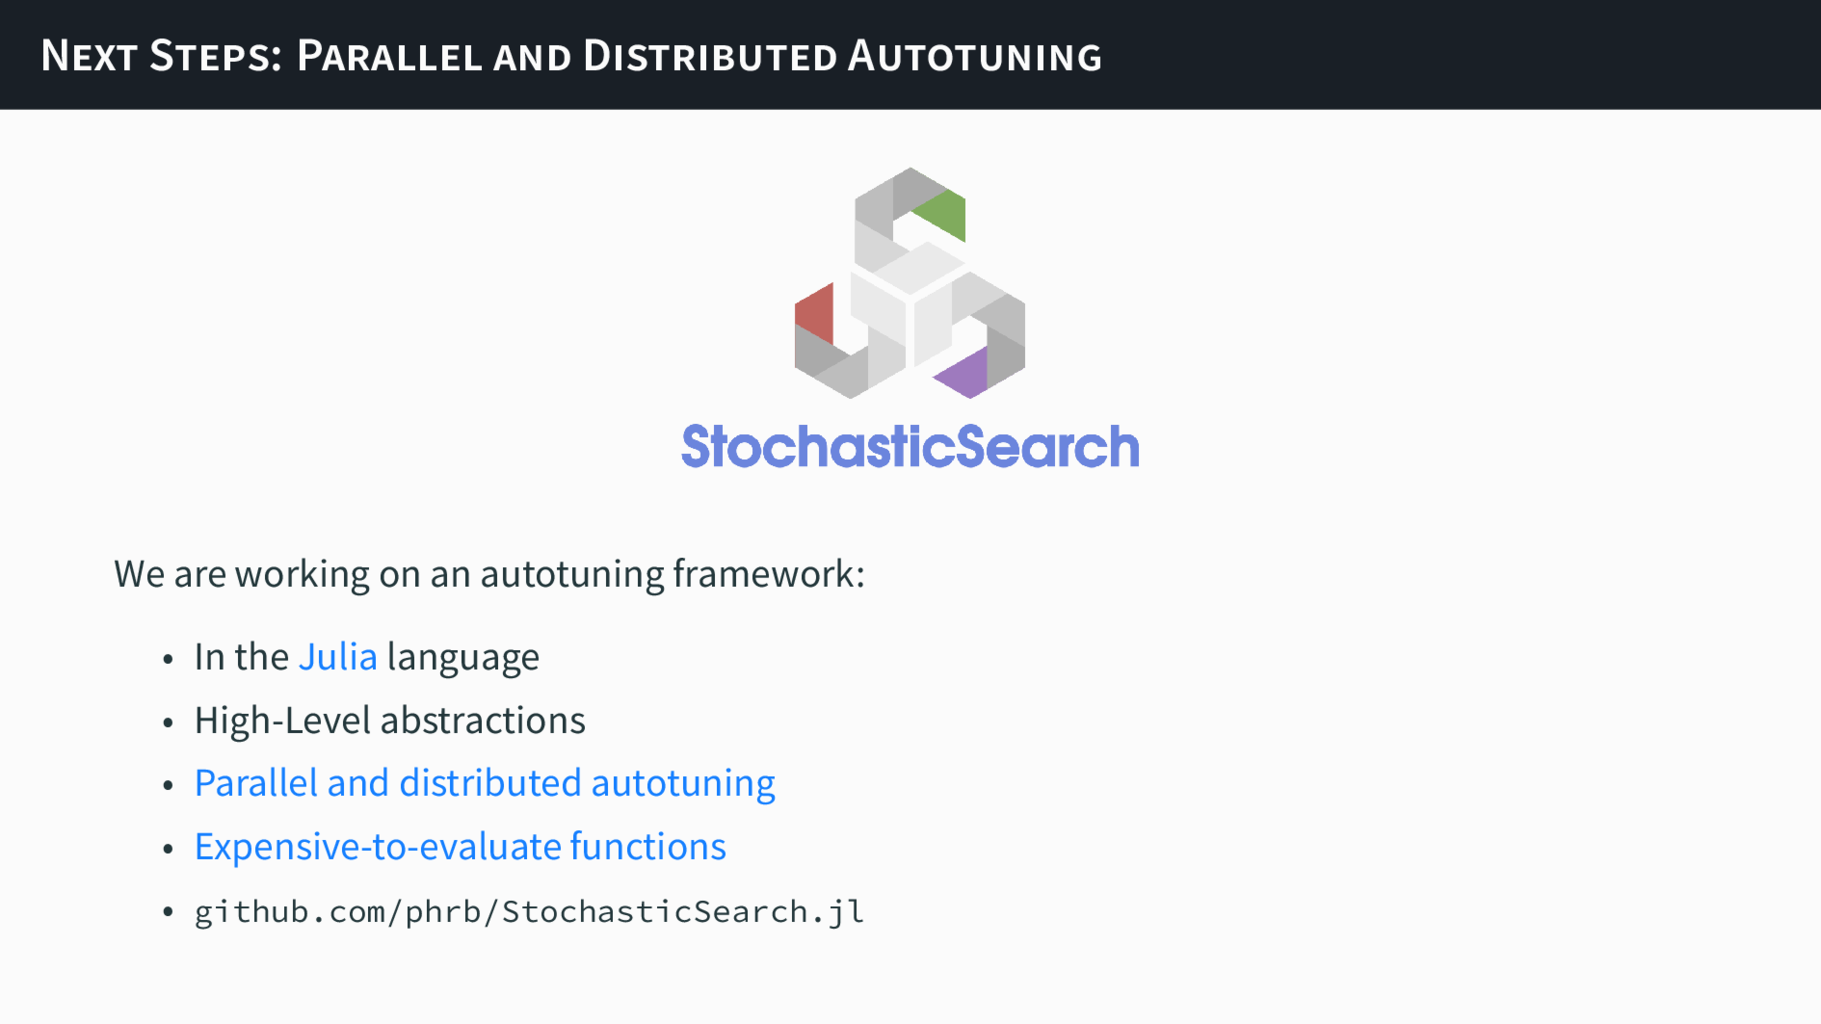 Next Steps: Parallel and Distributed Autotuning
StochasticSearch
We are working on an autotuning framework:
• In the Julia language
• High-Level abstractions
• Parallel and distributed autotuning
• Expensive-to-evaluate functions
• github.com/phrb/StochasticSearch.jl